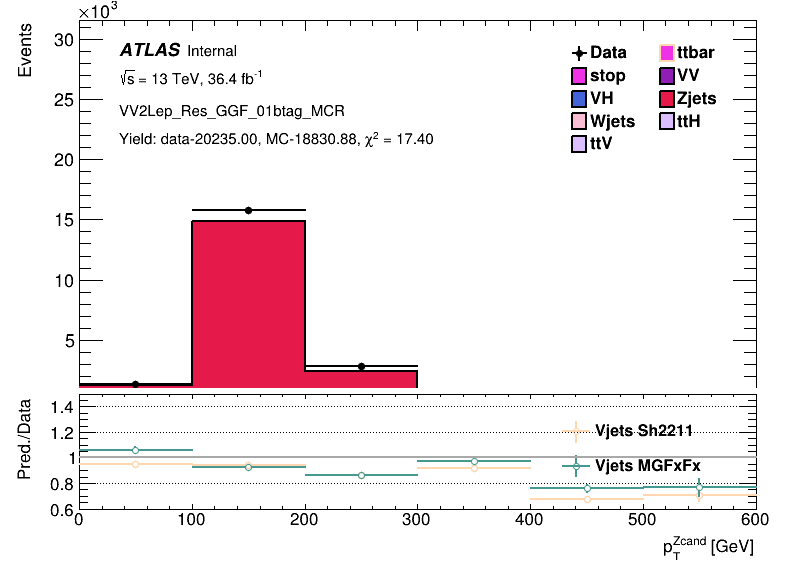 ×10³
Events
30
25
20
15
10
5
ATLAS Internal
√s = 13 TeV, 36.4 fb⁻¹
VV2Lep_Res_GGF_01btag_MCR
Yield: data-20235.00, MC-18830.88, χ² = 17.40
Data ttbar
stop VV
VH Zjets
Wjets ttH
ttV
Pred./Data
1.4
1.2
1
0.8
0.6
Vjets Sh2211
Vjets MGFxFx
0 100 200 300 400 500 600
p_T^Zcand [GeV]